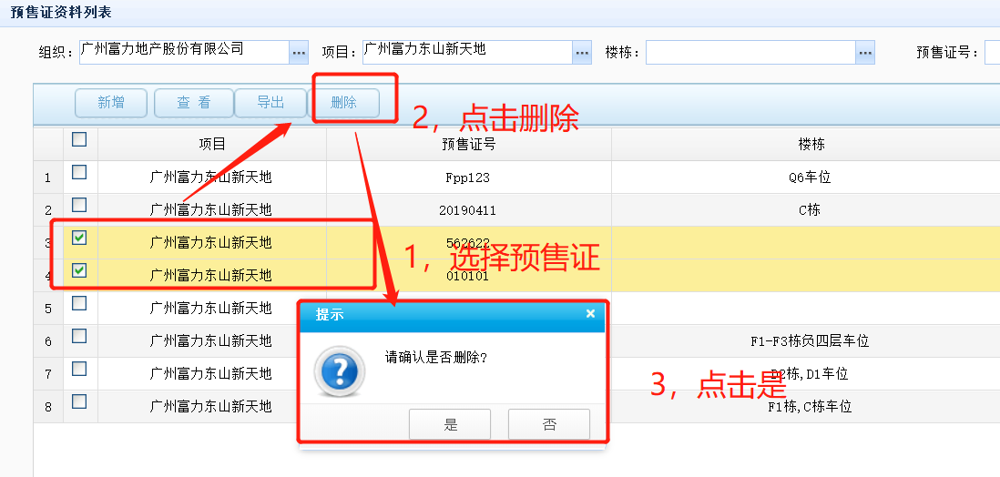 预售证资料列表
组织： 广州富力地产股份有限公司 ... 项目： 广州富力东山新天地 ... 楼栋： ... 预售证号：
新增 查 看 导出 删除
2，点击删除
项目 预售证号 楼栋
1 广州富力东山新天地 Fpp123 Q6车位
2 广州富力东山新天地 20190411 C栋
3 广州富力东山新天地 562622
1，选择预售证
4 广州富力东山新天地 010101
5 广州富力东山新天地
6 广州富力东山新天地 F1-F3栋负四层车位
7 广州富力东山新天地 D2栋,D1车位
8 广州富力东山新天地 F1栋,C栋车位
提示 ×
请确认是否删除?
是 否
3，点击是